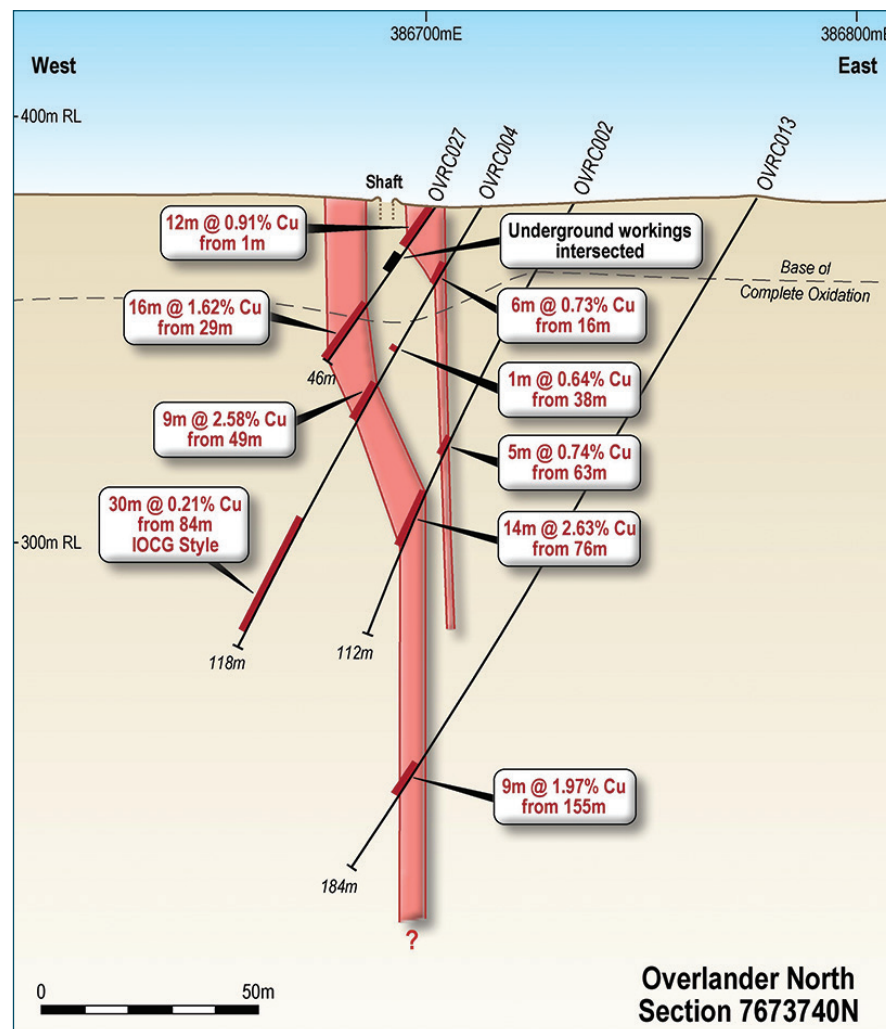 386700mE
386800mE
West
East
400m RL
OVRC027
OVRC004
OVRC002
OVRC013
Shaft
12m @ 0.91% Cu
from 1m
Underground workings
intersected
Base of
Complete Oxidation
16m @ 1.62% Cu
from 29m
6m @ 0.73% Cu
from 16m
46m
1m @ 0.64% Cu
from 38m
9m @ 2.58% Cu
from 49m
5m @ 0.74% Cu
from 63m
30m @ 0.21% Cu
from 84m
IOCG Style
300m RL
14m @ 2.63% Cu
from 76m
118m
112m
9m @ 1.97% Cu
from 155m
184m
?
0
50m
Overlander North
Section 7673740N